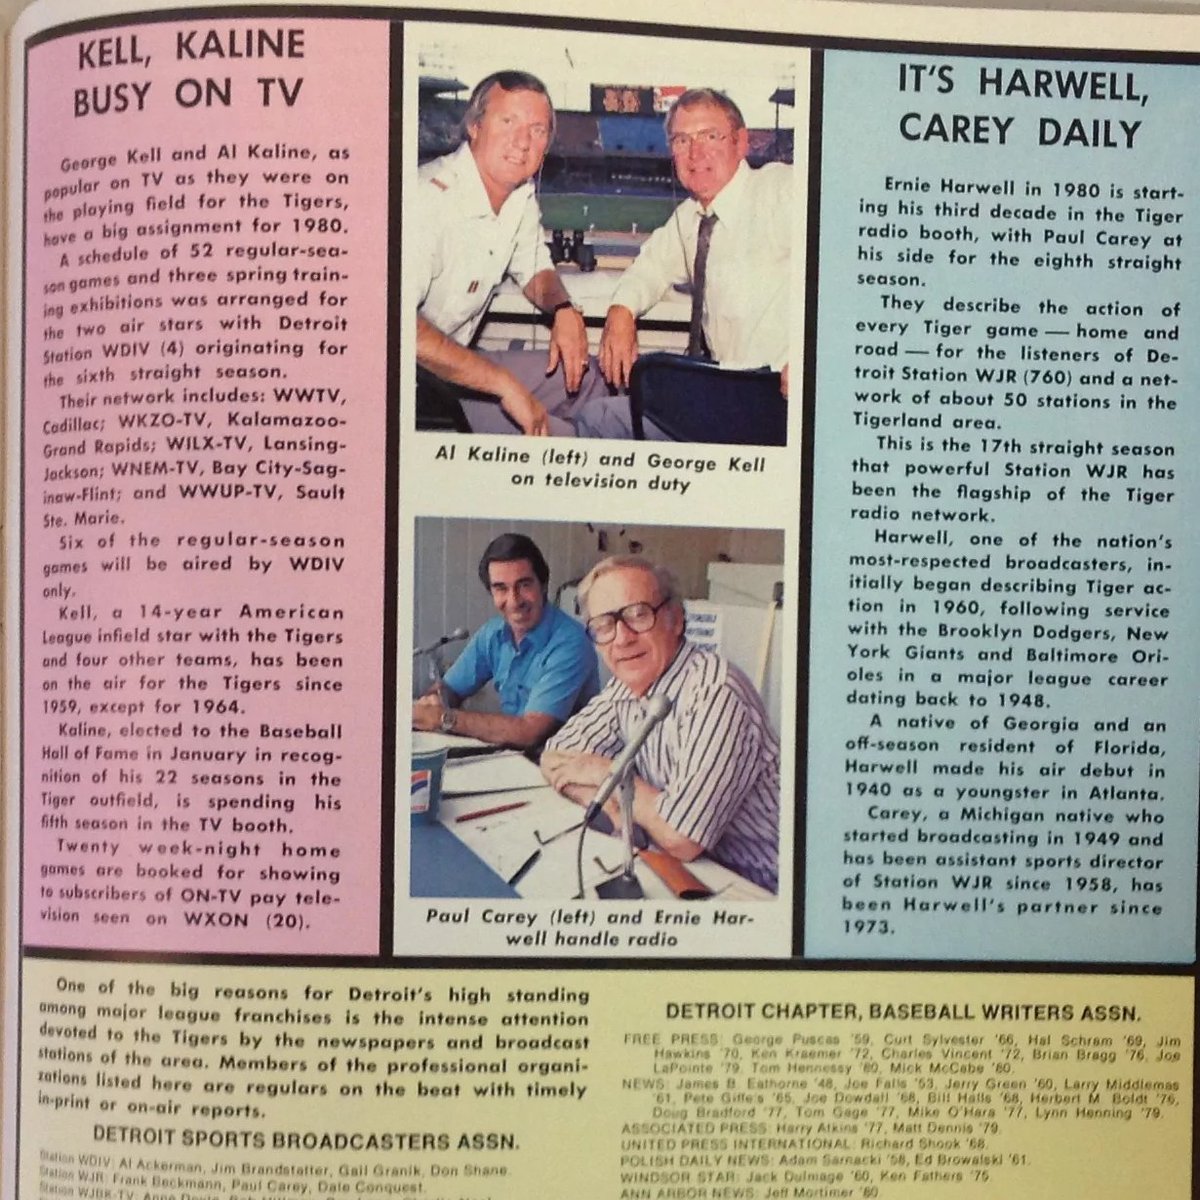 KELL, KALINE
BUSY ON TV
George Kell and Al Kaline, as
popular on TV as they were on
the playing field for the Tigers,
have a big assignment for 1980.
A schedule of 52 regular-sea-
son games and three spring train-
ing exhibitions was arranged for
the two air stars with Detroit
Station WDIV (4) originating for
the sixth straight season.
Their network includes: WWTV,
Cadillac; WKZO-TV, Kalamazoo-
Grand Rapids; WILX-TV, Lansing-
Jackson; WNEM-TV, Bay City-Sag-
inaw-Flint; and WWUP-TV, Sault
Ste. Marie.
Six of the regular-season
games will be aired by WDIV
only.
Kell, a 14-year American
League infield star with the Tigers
and four other teams, has been
on the air for the Tigers since
1959, except for 1964.
Kaline, elected to the Baseball
Hall of Fame in January in recog-
nition of his 22 seasons in the
Tiger outfield, is spending his
fifth season in the TV booth.
Twenty week-night home
games are booked for showing
to subscribers of ON-TV pay tele-
vision seen on WXON (20).
Al Kaline (left) and George Kell
on television duty
Paul Carey (left) and Ernie Har-
well handle radio
IT'S HARWELL,
CAREY DAILY
Ernie Harwell in 1980 is start-
ing his third decade in the Tiger
radio booth, with Paul Carey at
his side for the eighth straight
season.
They describe the action of
every Tiger game — home and
road — for the listeners of De-
troit Station WJR (760) and a net-
work of about 50 stations in the
Tigerland area.
This is the 17th straight season
that powerful Station WJR has
been the flagship of the Tiger
radio network.
Harwell, one of the nation's
most-respected broadcasters, in-
itially began describing Tiger ac-
tion in 1960, following service
with the Brooklyn Dodgers, New
York Giants and Baltimore Ori-
oles in a major league career
dating back to 1948.
A native of Georgia and an
off-season resident of Florida,
Harwell made his air debut in
1940 as a youngster in Atlanta.
Carey, a Michigan native who
started broadcasting in 1949 and
has been assistant sports director
of Station WJR since 1958, has
been Harwell's partner since
1973.
One of the big reasons for Detroit's high standing
among major league franchises is the intense attention
devoted to the Tigers by the newspapers and broadcast
stations of the area. Members of the professional organi-
zations listed here are regulars on the beat with timely
in-print or on-air reports.
DETROIT SPORTS BROADCASTERS ASSN.
Station WDIV: Al Ackerman, Jim Brandstatter, Gail Granik, Don Shane.
Station WJR: Frank Beckmann, Paul Carey, Dale Conquest.
Station WJBK-TV:
DETROIT CHAPTER, BASEBALL WRITERS ASSN.
FREE PRESS: George Puscas '59, Curt Sylvester '66, Hal Schram '69, Jim
Hawkins '70, Ken Kraemer '72, Charles Vincent '72, Brian Bragg '76, Joe
LaPointe '79, Tom Hennessy '80, Mick McCabe '80.
NEWS: James B. Eathorne '48, Joe Falls '53, Jerry Green '60, Larry Middlemas
'61, Pete '65, Joe Dowdall '68, Bill Halls '68, Herbert M. Boldt '76,
Doug Bradford '77, Tom Gage '77, Mike O'Hara '77, Lynn Henning '79.
ASSOCIATED PRESS: Harry Atkins '77, Matt Dennis '79.
UNITED PRESS INTERNATIONAL: Richard Shook '68.
POLISH DAILY NEWS: Adam Sarnacki '58, Ed Browalski '61.
WINDSOR STAR: Jack Dulmage '60, Ken Fathers '75.
ANN ARBOR NEWS: Jeff Mortimer '80